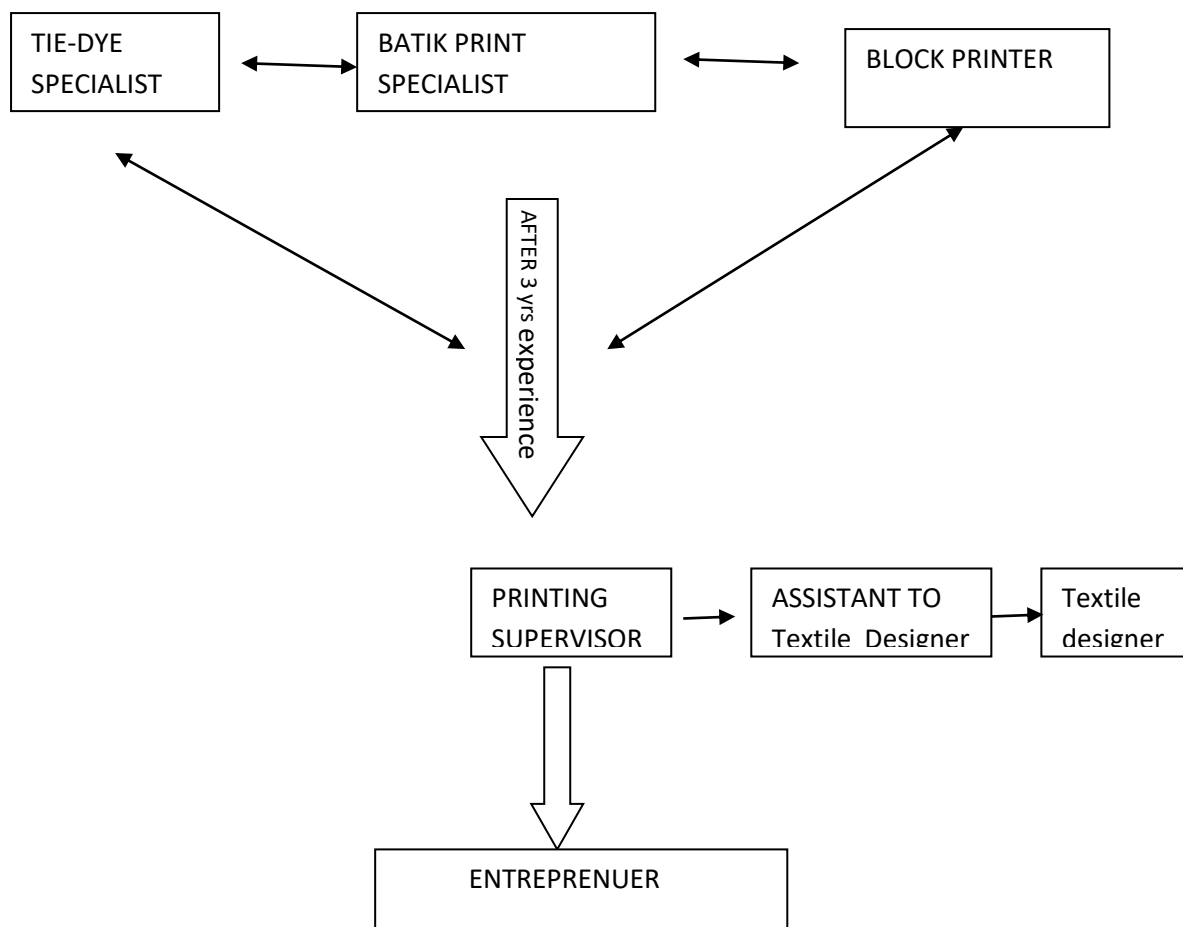 TIE-DYE
SPECIALIST
BATIK PRINT
SPECIALIST
BLOCK PRINTER
AFTER 3 yrs experience
PRINTING
SUPERVISOR
ASSISTANT TO
Textile Designer
Textile
designer
ENTREPRENUER